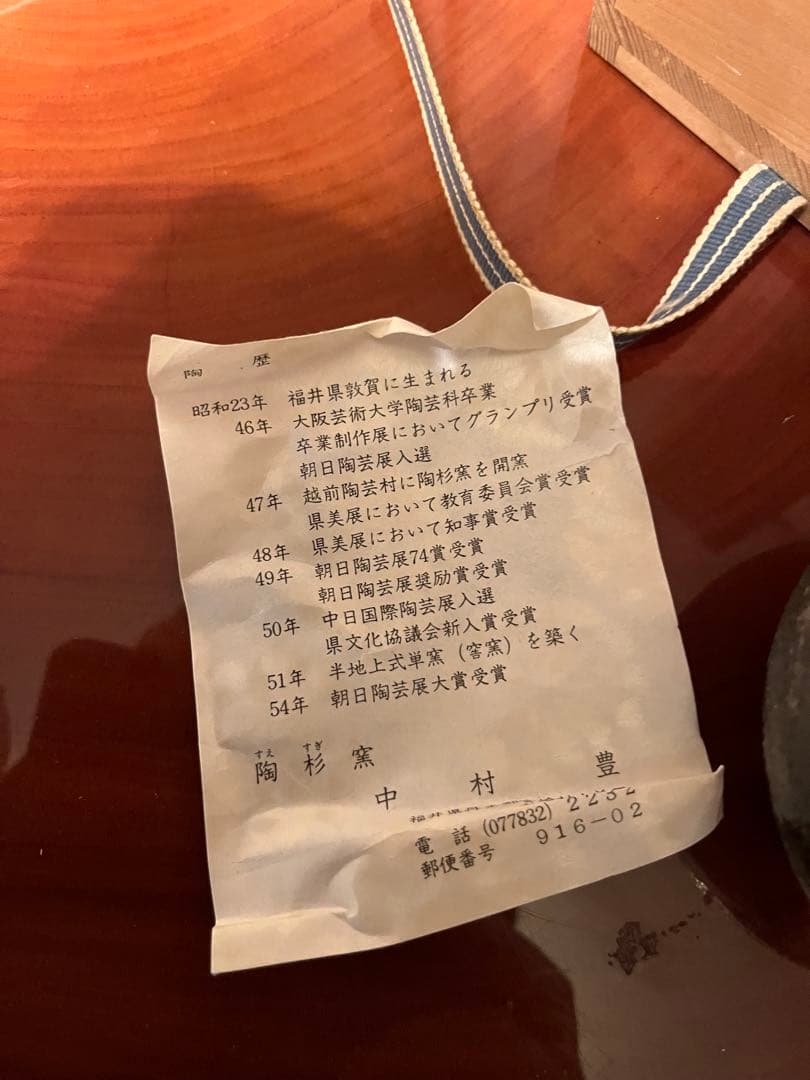 陶歴
昭和23年 福井県敦賀に生まれる
46年 大阪芸術大学陶芸科卒業
卒業制作展においてグランプリ受賞
朝日陶芸展入選
47年 越前陶芸村に陶杉窯を開窯
県美展において教育委員会賞受賞
48年 県美展において知事賞受賞
49年 朝日陶芸展74賞受賞
朝日陶芸展奨励賞受賞
50年 中日国際陶芸展入選
県文化協議会新入賞受賞
51年 半地上式単窯（窖窯）を築く
54年 朝日陶芸展大賞受賞
すえ すぎ
陶杉窯
中村豊
福井県丹生郡
電話 (077832) 2232
郵便番号 916-02